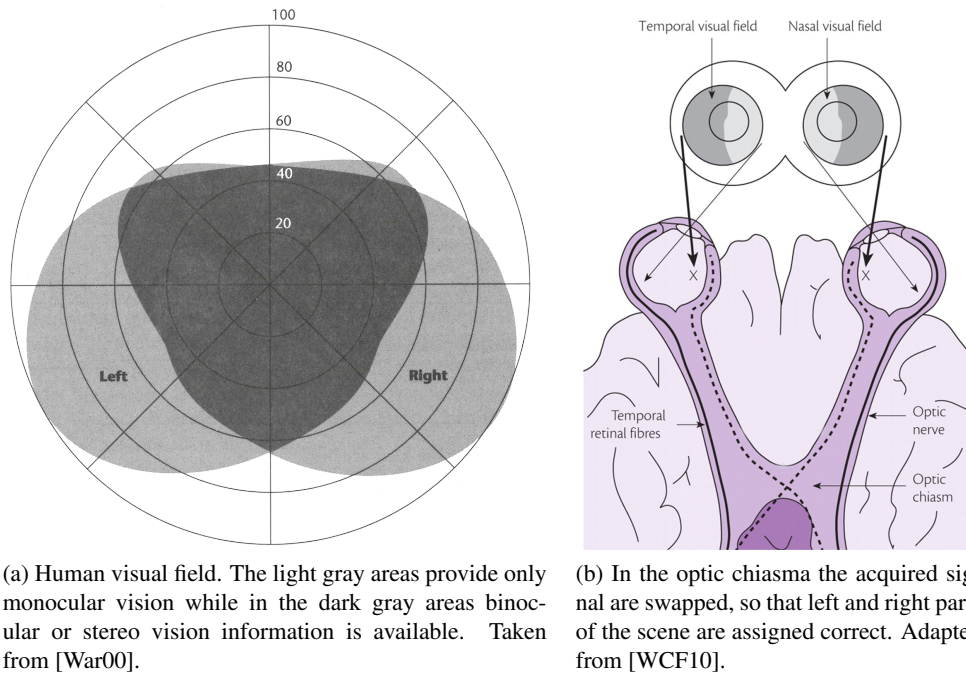 100
80
60
40
20
Left
Right
(a) Human visual field. The light gray areas provide only
monocular vision while in the dark gray areas binoc-
ular or stereo vision information is available. Taken
from [War00].
Temporal visual field
Nasal visual field
X
X
Temporal
retinal fibres
Optic
nerve
Optic
chiasm
(b) In the optic chiasma the acquired sig
nal are swapped, so that left and right par
of the scene are assigned correct. Adapte
from [WCF10].